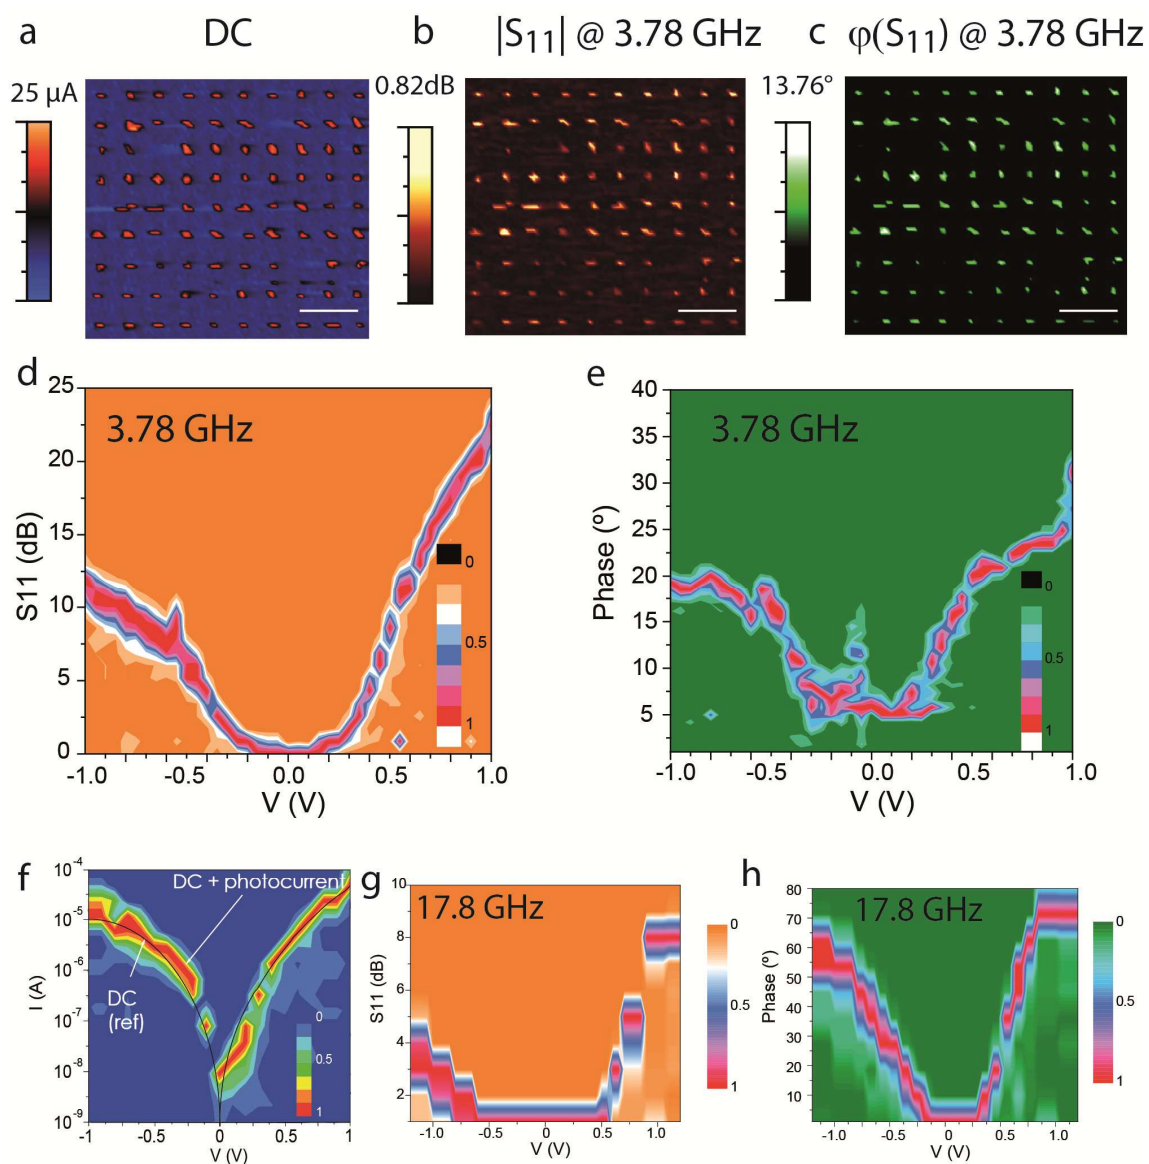 a DC b |S11| @ 3.78 GHz c φ(S11) @ 3.78 GHz
25 µA 0.82dB 13.76°
d e
3.78 GHz
S11 (dB)
25
20
15
10
5
0
-1.0 -0.5 0.0 0.5 1.0
V (V)
0
0.5
1
3.78 GHz
Phase (º)
40
35
30
25
20
15
10
5
-1.0 -0.5 0.0 0.5 1.0
V (V)
0
0.5
1
f
DC + photocurrent
DC
(ref)
I (A)
10-4
10-5
10-6
10-7
10-8
10-9
-1 -0.5 0 0.5 1
V (V)
0
0.5
1
g
17.8 GHz
S11 (dB)
10
8
6
4
2
-1.0 -0.5 0 0.5 1.0
V (V)
0
0.5
1
h
17.8 GHz
Phase (º)
80
70
60
50
40
30
20
10
-1.0 -0.5 0 0.5 1.0
V (V)
0
0.5
1